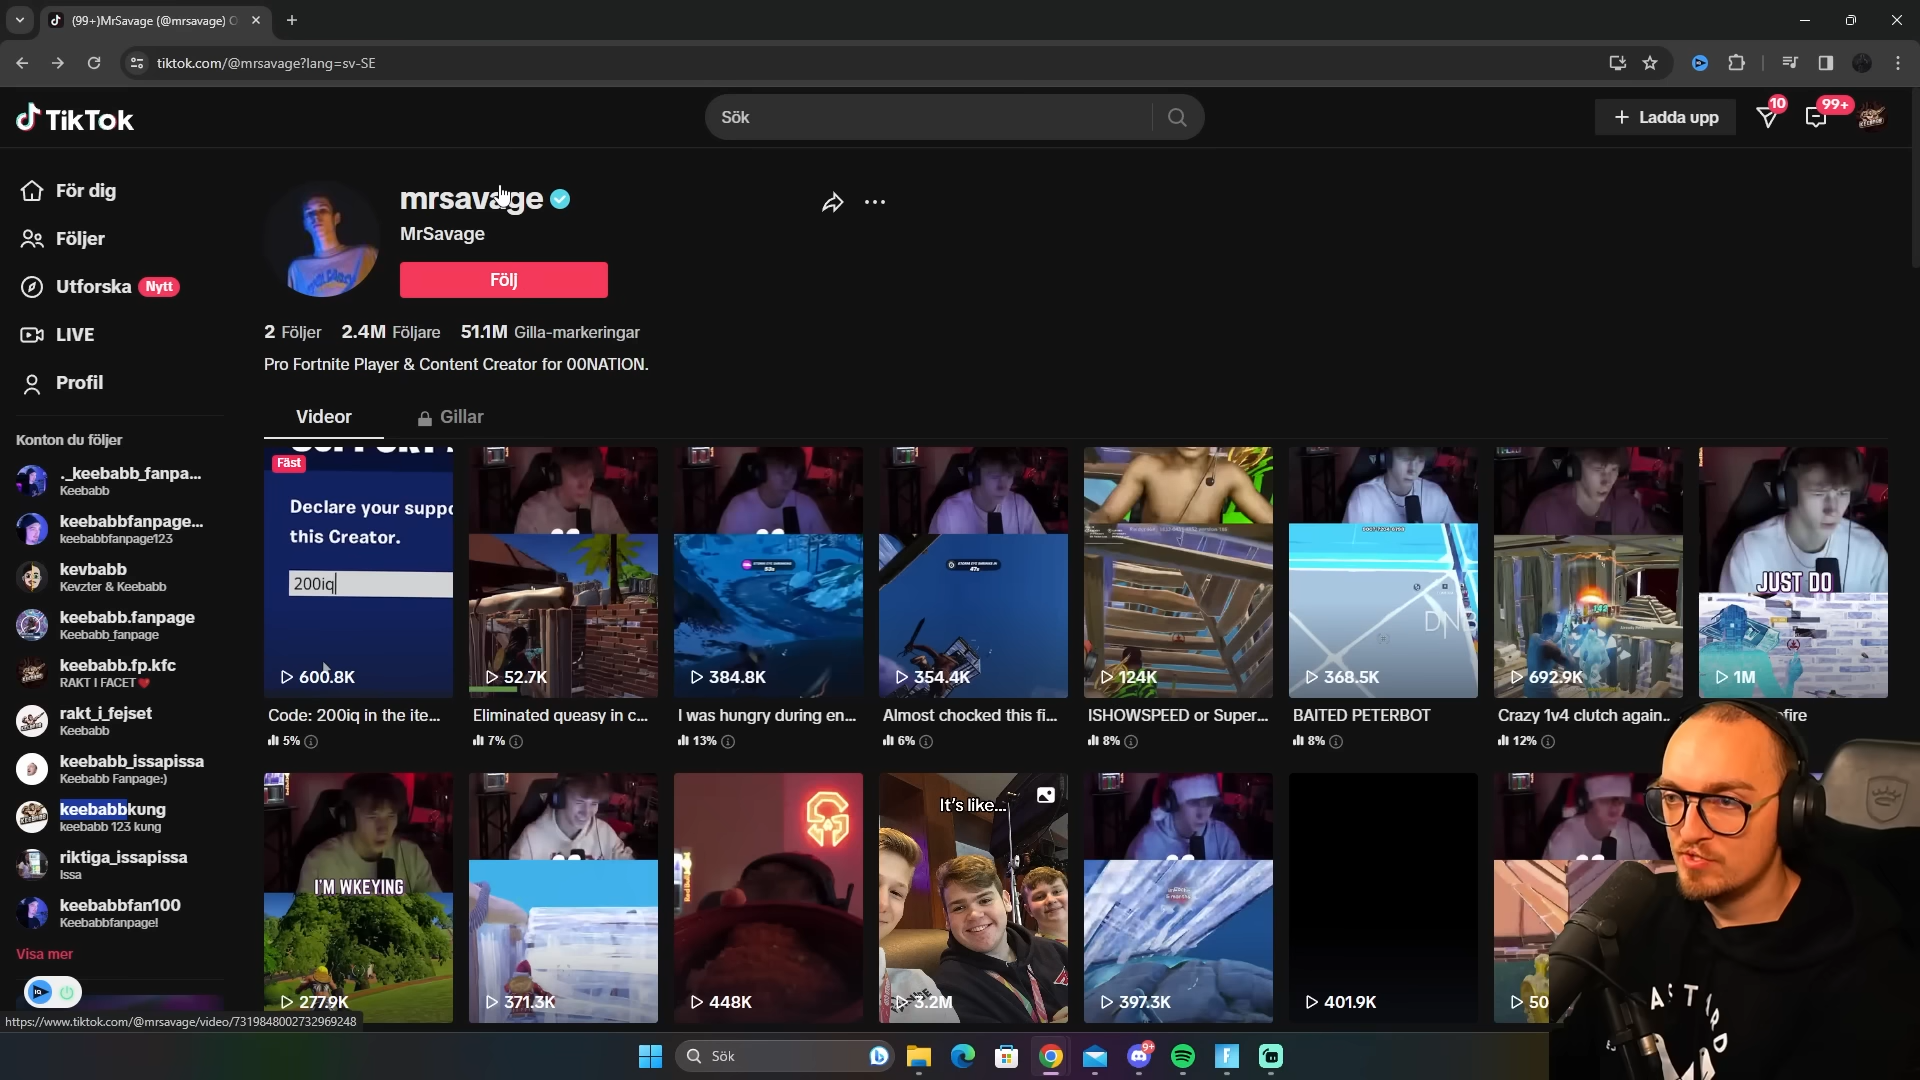 (99+)MrSavage (@mrsavage)
tiktok.com/@mrsavage?lang=sv-SE
TikTok
Sök
Ladda upp
10
99+
För dig
Följer
Utforska Nytt
LIVE
Profil
mrsavage
MrSavage
Följ
2 Följer 2.4M Följare 51.1M Gilla-markeringar
Pro Fortnite Player & Content Creator for 00NATION.
Videor
Gillar
Konton du följer
._keebabb_fanpa...
Keebabb
keebabbfanpage...
keebabbfanpage123
kevbabb
Kevzter & Keebabb
keebabb.fanpage
Keebabb_fanpage
keebabb.fp.kfc
RAKT I FACET
rakt_i_fejset
Keebabb
keebabb_issapissa
Keebabb Fanpage:)
keebabbkung
keebabb 123 kung
riktiga_issapissa
Issa
keebabbfan100
Keebabbfanpage!
Visa mer
Fäst
Declare your suppo
this Creator.
200iq
600.8K
52.7K
384.8K
354.4K
124K
368.5K
692.9K
JUST DO
1M
Code: 200iq in the ite...
Eliminated queasy in c...
I was hungry during en...
Almost chocked this fi...
ISHOWSPEED or Super...
BAITED PETERBOT
Crazy 1v4 clutch again...
fire
5%
7%
13%
6%
8%
8%
12%
I'M WKEYING
277.9K
371.3K
448K
It's like...
3.2M
397.3K
401.9K
50
https://www.tiktok.com/@mrsavage/video/7319848002732969248
Sök
9+